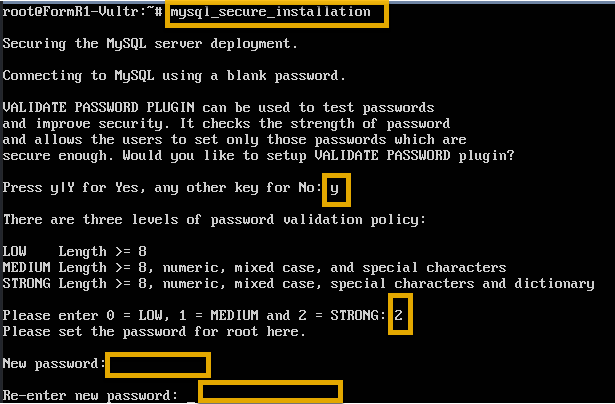 root@FormR1-Vultr:~# mysql_secure_installation
Securing the MySQL server deployment.
Connecting to MySQL using a blank password.
VALIDATE PASSWORD PLUGIN can be used to test passwords
and improve security. It checks the strength of password
and allows the users to set only those passwords which are
secure enough. Would you like to setup VALIDATE PASSWORD plugin?
Press y|Y for Yes, any other key for No: y
There are three levels of password validation policy:
LOW    Length >= 8
MEDIUM Length >= 8, numeric, mixed case, and special characters
STRONG Length >= 8, numeric, mixed case, special characters and dictionary
Please enter 0 = LOW, 1 = MEDIUM and 2 = STRONG: 2
Please set the password for root here.
New password:
Re-enter new password: _